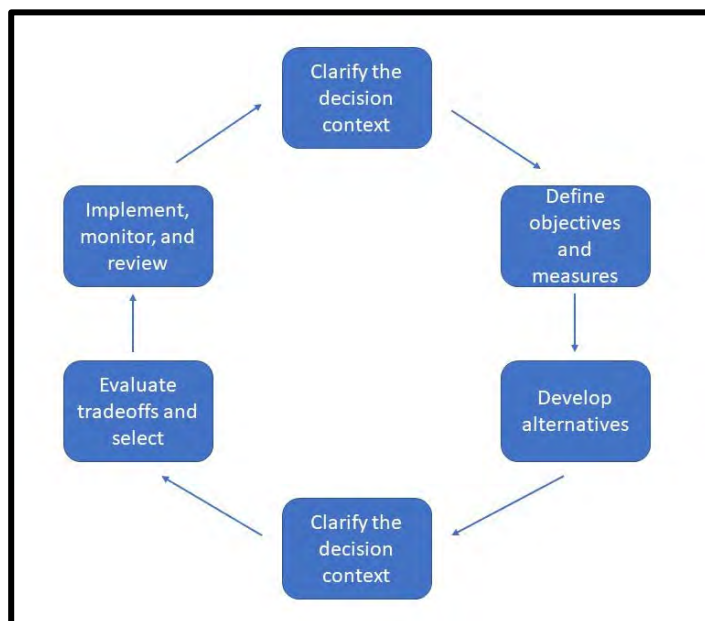 Clarify the
decision
context
Define
objectives
and
measures
Develop
alternatives
Clarify the
decision
context
Evaluate
tradeoffs and
select
Implement,
monitor, and
review